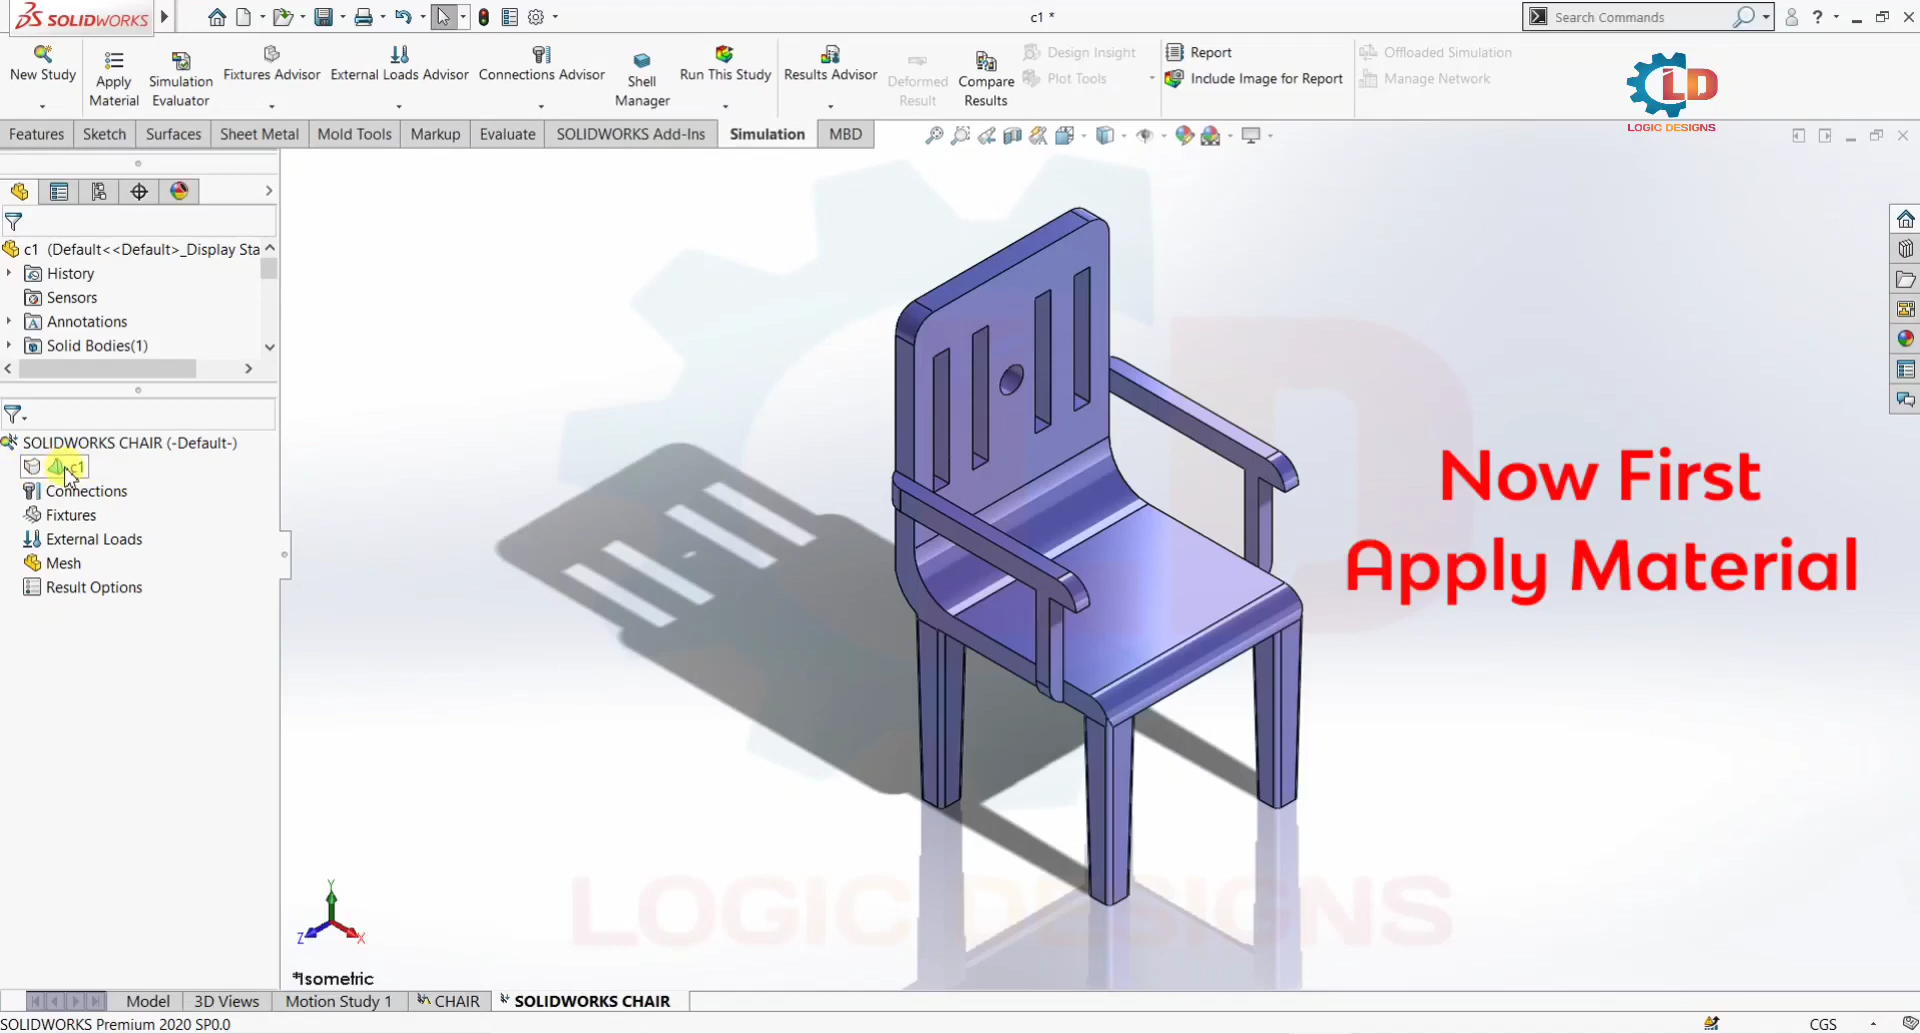 SOLIDWORKS
c1 *
Search Commands
New Study
Apply Material
Simulation Evaluator
Fixtures Advisor
External Loads Advisor
Connections Advisor
Shell Manager
Run This Study
Results Advisor
Deformed Result
Compare Results
Design Insight
Plot Tools
Report
Include Image for Report
Offloaded Simulation
Manage Network
LD
LOGIC DESIGNS
Features
Sketch
Surfaces
Sheet Metal
Mold Tools
Markup
Evaluate
SOLIDWORKS Add-Ins
Simulation
MBD
c1 (Default<<Default>_Display Sta
History
Sensors
Annotations
Solid Bodies(1)
SOLIDWORKS CHAIR (-Default-)
c1
Connections
Fixtures
External Loads
Mesh
Result Options
Now First
Apply Material
LOGIC DESIGNS
Y
Z
X
*Isometric
Model
3D Views
Motion Study 1
CHAIR
SOLIDWORKS CHAIR
SOLIDWORKS Premium 2020 SP0.0
CGS